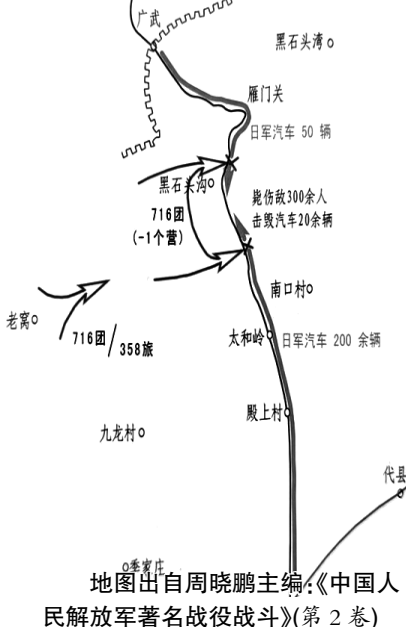 广武
黑石头湾
雁门关
日军汽车 50 辆
黑石头沟
毙伤敌300余人
击毁汽车20余辆
716团
(-1个营)
南口村
老窝
716团/358旅
太和岭
日军汽车 200 余辆
殿上村
九龙村
代县
季家庄
地图出自周晓鹏主编:《中国人
民解放军著名战役战斗》(第 2 卷)